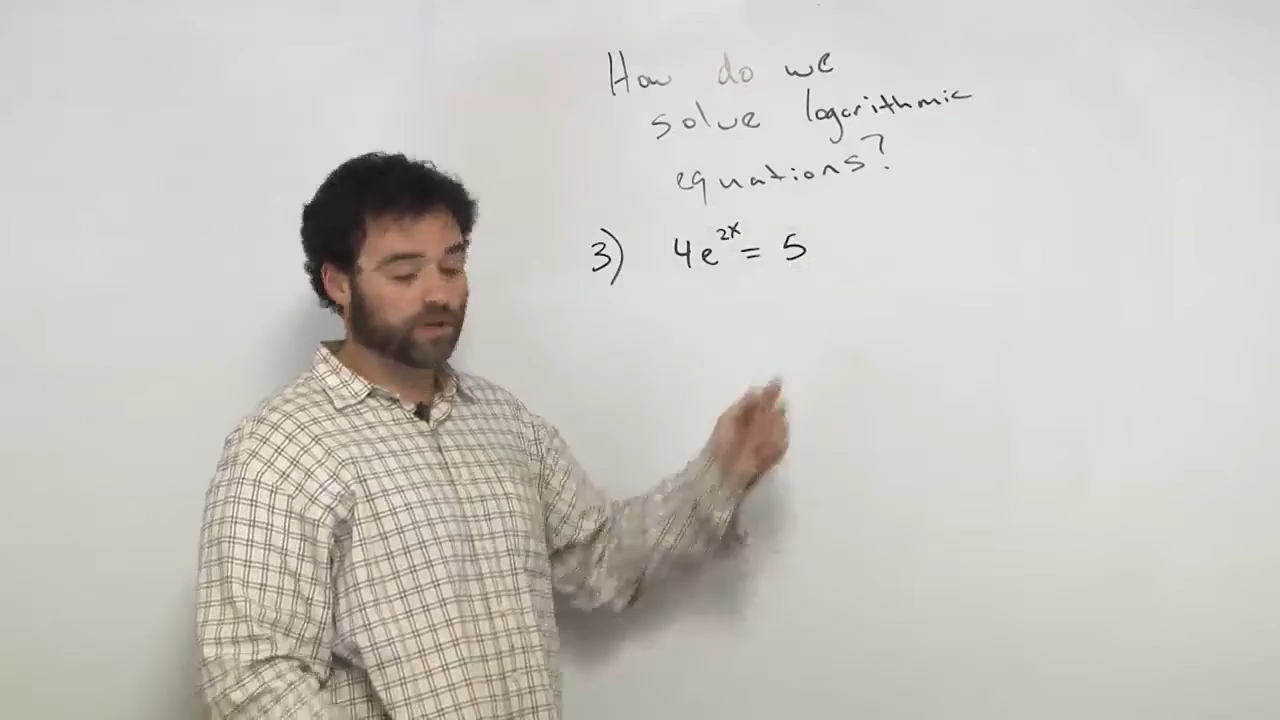 How do we
solve logarithmic
equations?
3) 4e^{2x} = 5